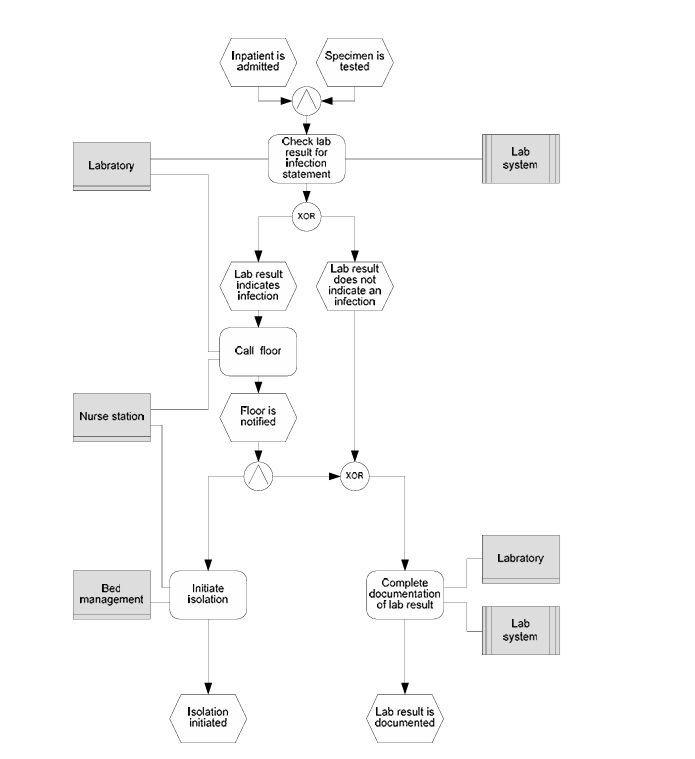 Inpatient is
admitted
Specimen is
tested
Check lab
result for
infection
statement
Labratory
Lab
system
XOR
Lab result
indicates
infection
Lab result
does not
indicate an
infection
Call floor
Nurse station
Floor is
notified
XOR
Labratory
Bed
management
Initiate
isolation
Complete
documentation
of lab result
Lab
system
Isolation
initiated
Lab result is
documented